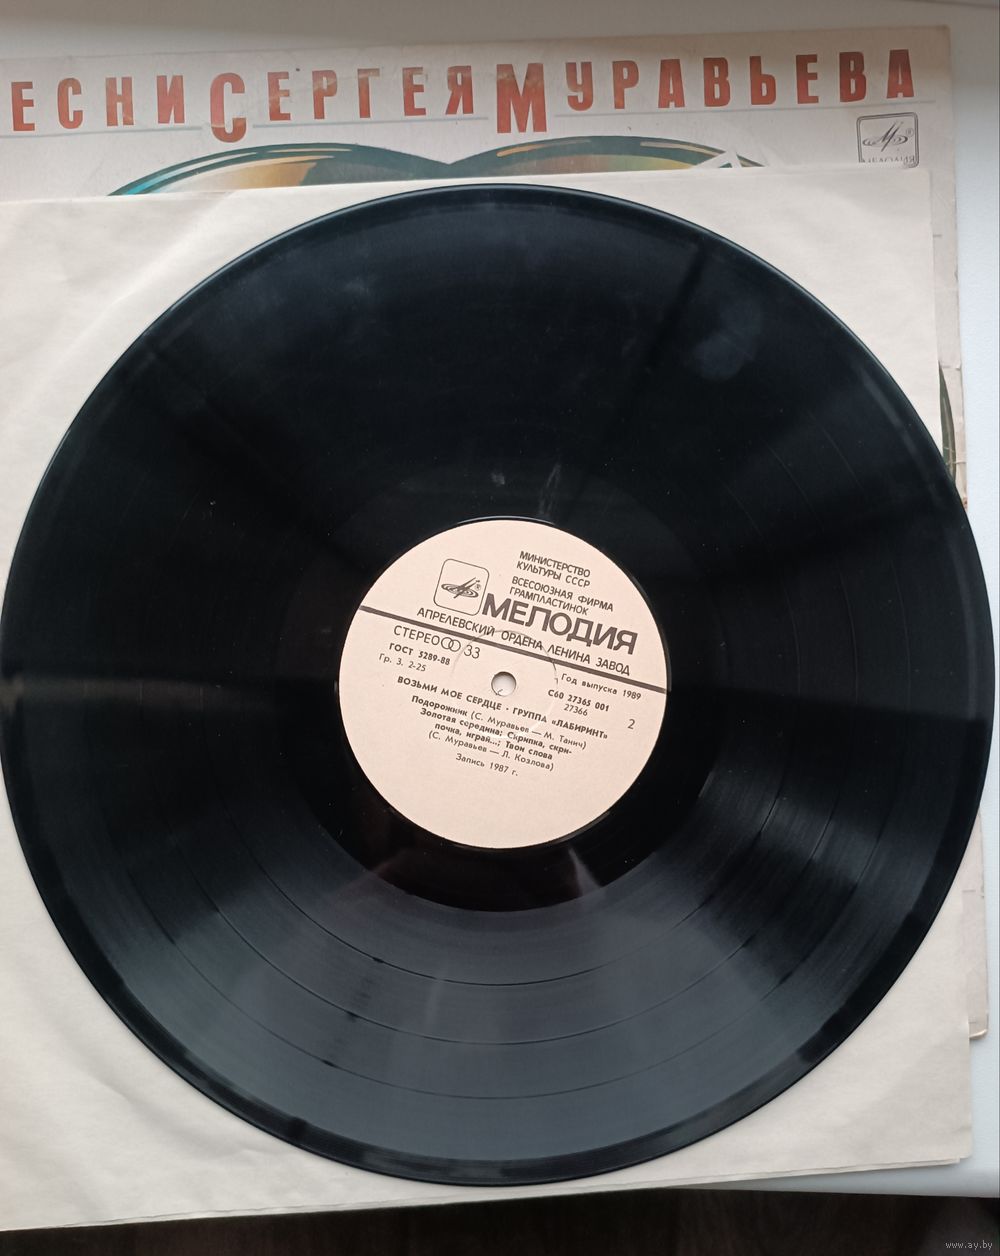 ЕСНИ СЕРГЕЯ МУРАВЬЕВА
МЕЛОДИЯ
МИНИСТЕРСТВО
КУЛЬТУРЫ СССР
ВСЕСОЮЗНАЯ ФИРМА
ГРАМПЛАСТИНОК
МЕЛОДИЯ
АПРЕЛЕВСКИЙ ОРДЕНА ЛЕНИНА ЗАВОД
СТЕРЕО 33
ГОСТ 5289-88
Гр. 3. 2-25
Год выпуска 1989
С60 27365 001
27366
2
ВОЗЬМИ МОЕ СЕРДЦЕ • ГРУППА «ЛАБИРИНТ»
Подорожник (С. Муравьев — М. Танич)
Золотая середина; Скрипка, скри-
почка, играй...; Твои слова
(С. Муравьев — Л. Козлова)
Запись 1987 г.
www.ay.by